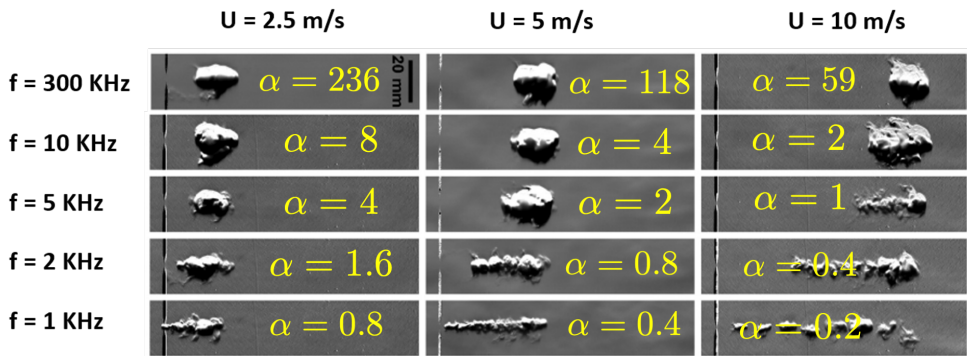 U = 2.5 m/s U = 5 m/s U = 10 m/s
f = 300 KHz α = 236 20 mm α = 118 α = 59
f = 10 KHz α = 8 α = 4 α = 2
f = 5 KHz α = 4 α = 2 α = 1
f = 2 KHz α = 1.6 α = 0.8 α = 0.4
f = 1 KHz α = 0.8 α = 0.4 α = 0.2